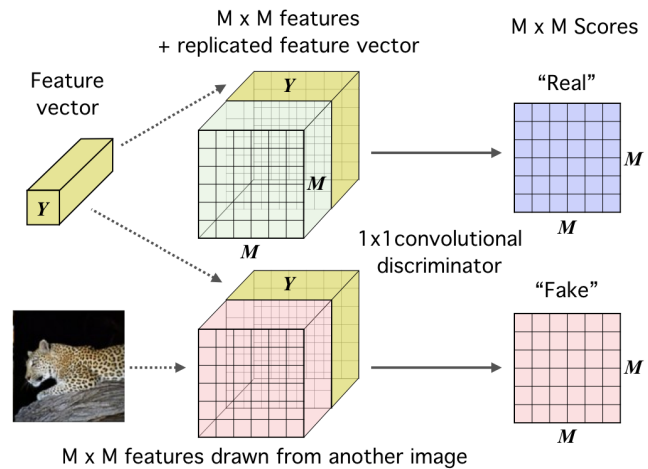 M x M features
+ replicated feature vector
M x M Scores
Feature
vector
"Real"
Y
Y
M
M
M
M
1x1convolutional
discriminator
"Fake"
Y
M
M
M x M features drawn from another image